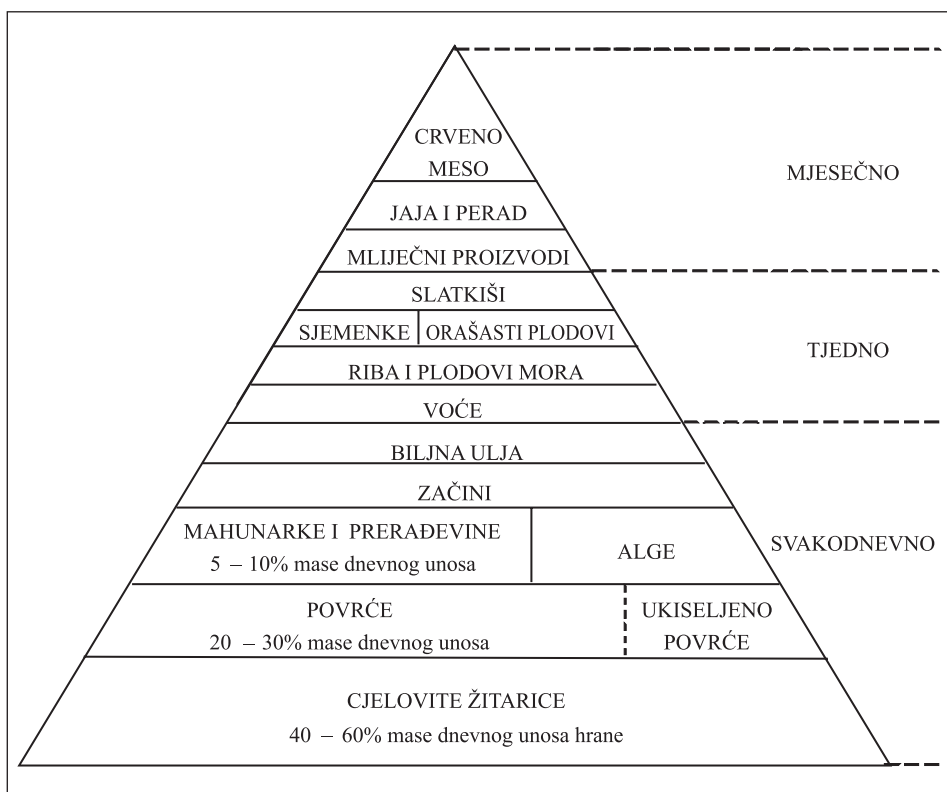 CRVENO
MESO
MJESEČNO
JAJA I PERAD
MLIJEČNI PROIZVODI
SLATKIŠI
SJEMENKE
ORAŠASTI PLODOVI
TJEDNO
RIBA I PLODOVI MORA
VOĆE
BILJNA ULJA
ZAČINI
MAHUNARKE I PRERAĐEVINE
5 – 10% mase dnevnog unosa
ALGE
SVAKODNEVNO
POVRĆE
20 – 30% mase dnevnog unosa
UKISELJENO
POVRĆE
CJELOVITE ŽITARICE
40 – 60% mase dnevnog unosa hrane